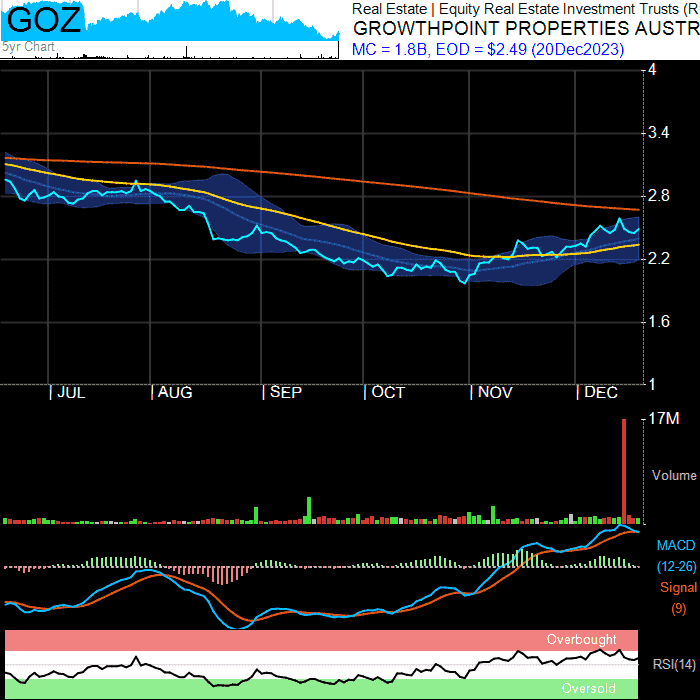 GOZ
5yr Chart
Real Estate | Equity Real Estate Investment Trusts (R
GROWTHPOINT PROPERTIES AUSTR
MC = 1.8B, EOD = $2.49 (20Dec2023)
4
3.4
2.8
2.2
1.6
1
| JUL | AUG | SEP | OCT | NOV | DEC
17M
Volume
MACD
(12-26)
Signal
(9)
Overbought
RSI(14)
Oversold